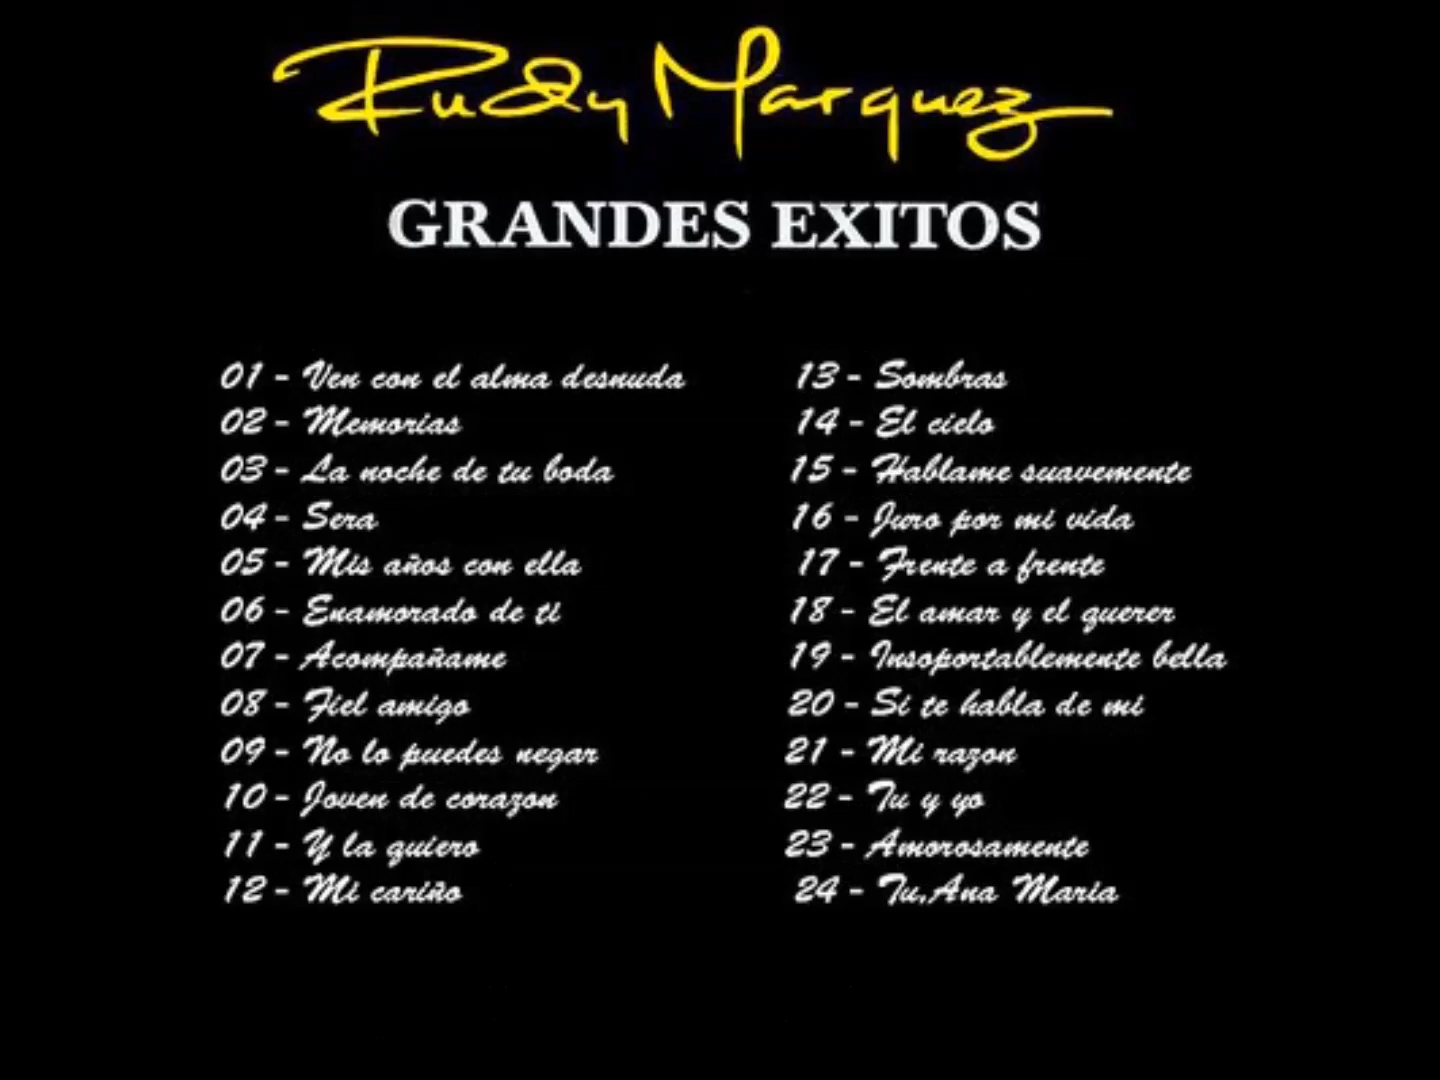 Rudy Marquez
GRANDES EXITOS
01 - Ven con el alma desnuda
02 - Memorias
03 - La noche de tu boda
04 - Sera
05 - Mis años con ella
06 - Enamorado de ti
07 - Acompañame
08 - Fiel amigo
09 - No lo puedes negar
10 - Joven de corazon
11 - Y la quiero
12 - Mi cariño
13 - Sombras
14 - El cielo
15 - Hablame suavemente
16 - Juro por mi vida
17 - Frente a frente
18 - El amar y el querer
19 - Insoportablemente bella
20 - Si te habla de mi
21 - Mi razon
22 - Tu y yo
23 - Amorosamente
24 - Tu,Ana Maria